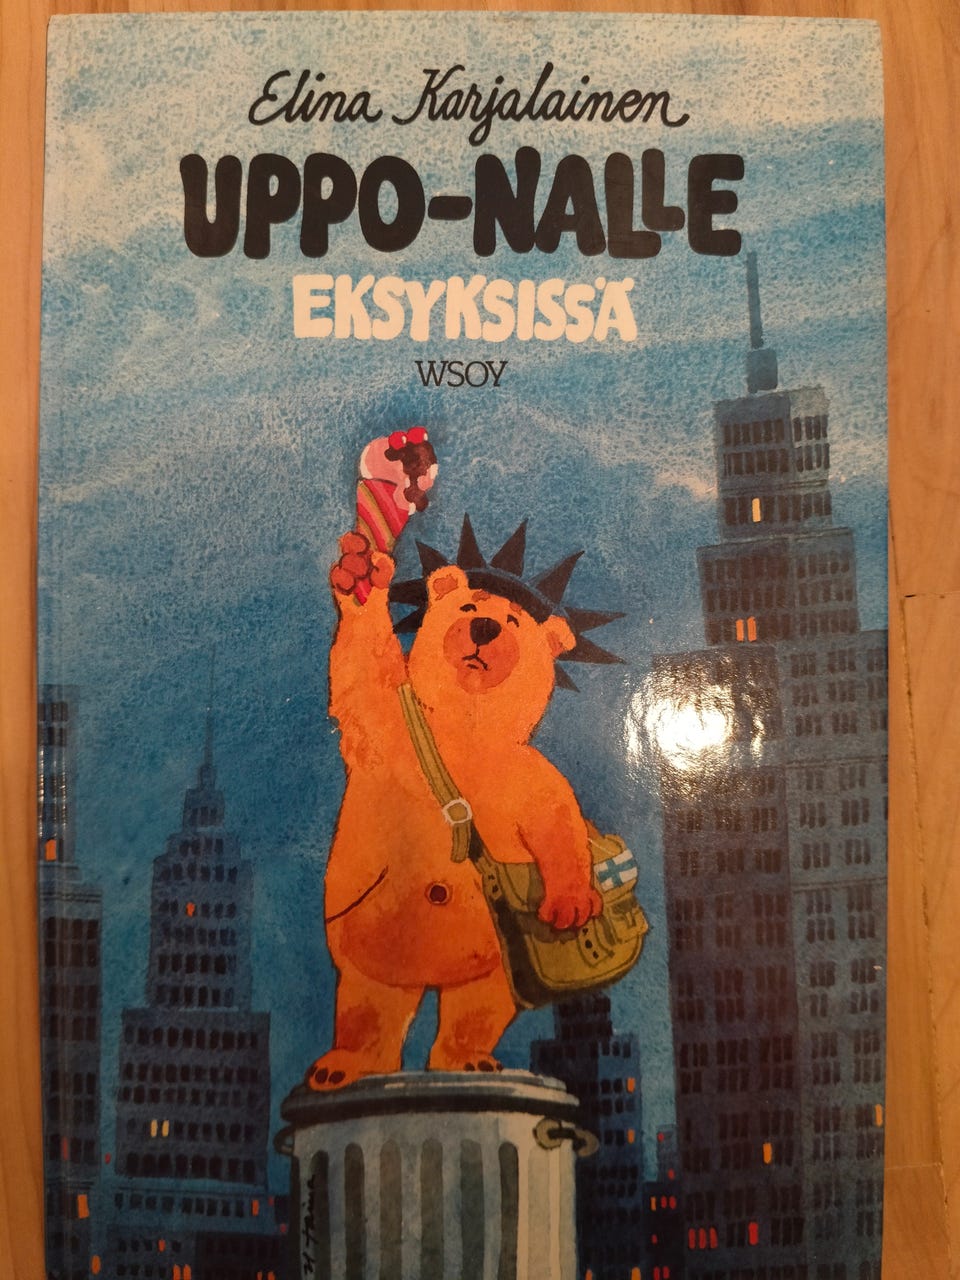 Elina Karjalainen
UPPO-NALLE
EKSYKSISSÄ
WSOY